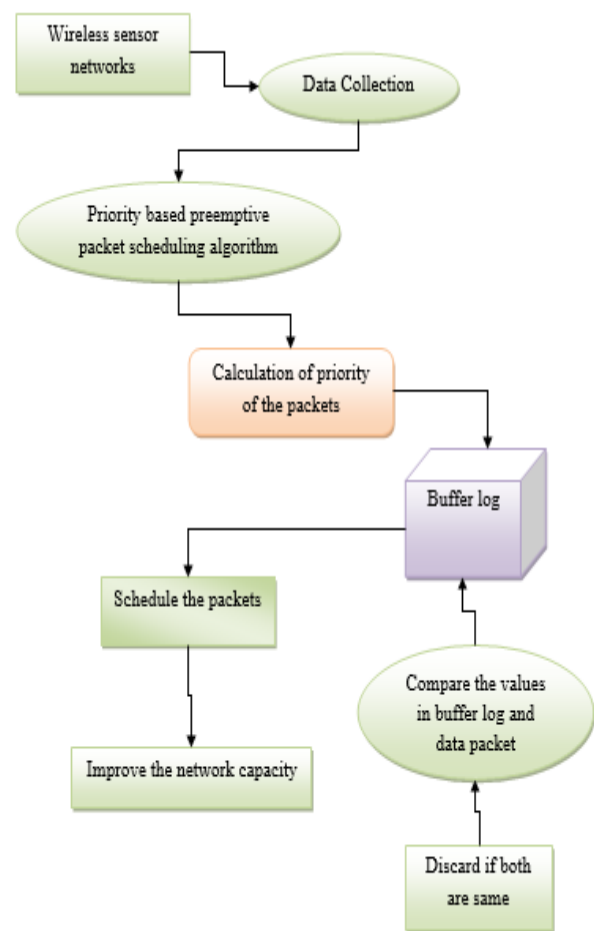 Wireless sensor
networks
Data Collection
Priority based preemptive
packet scheduling algorithm
Calculation of priority
of the packets
Buffer log
Schedule the packets
Compare the values
in buffer log and
data packet
Improve the network capacity
Discard if both
are same